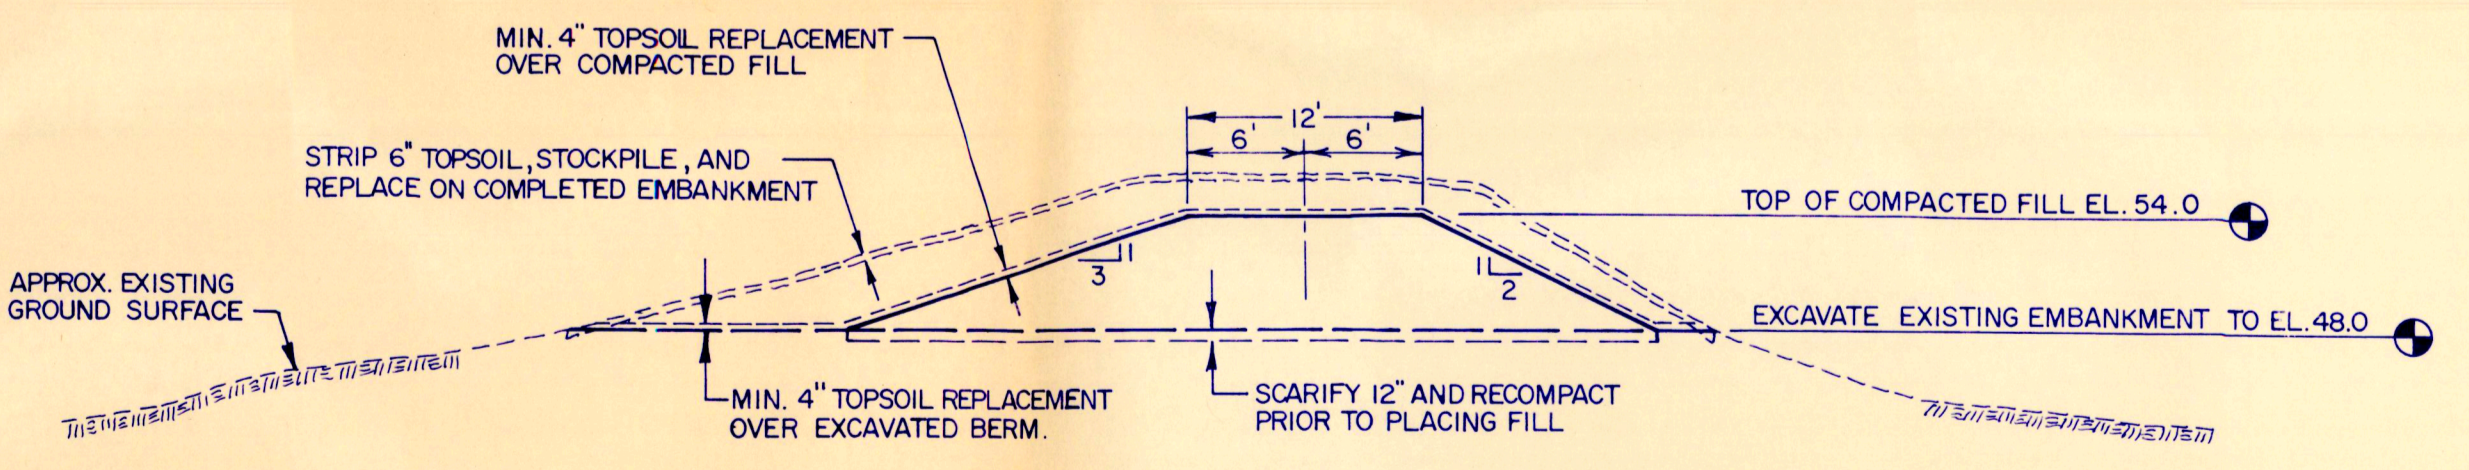 MIN. 4" TOPSOIL REPLACEMENT
OVER COMPACTED FILL
12'
6' 6'
STRIP 6" TOPSOIL, STOCKPILE, AND
REPLACE ON COMPLETED EMBANKMENT
TOP OF COMPACTED FILL EL. 54.0
1
3
1
2
APPROX. EXISTING
GROUND SURFACE
EXCAVATE EXISTING EMBANKMENT TO EL. 48.0
MIN. 4" TOPSOIL REPLACEMENT
OVER EXCAVATED BERM.
SCARIFY 12" AND RECOMPACT
PRIOR TO PLACING FILL